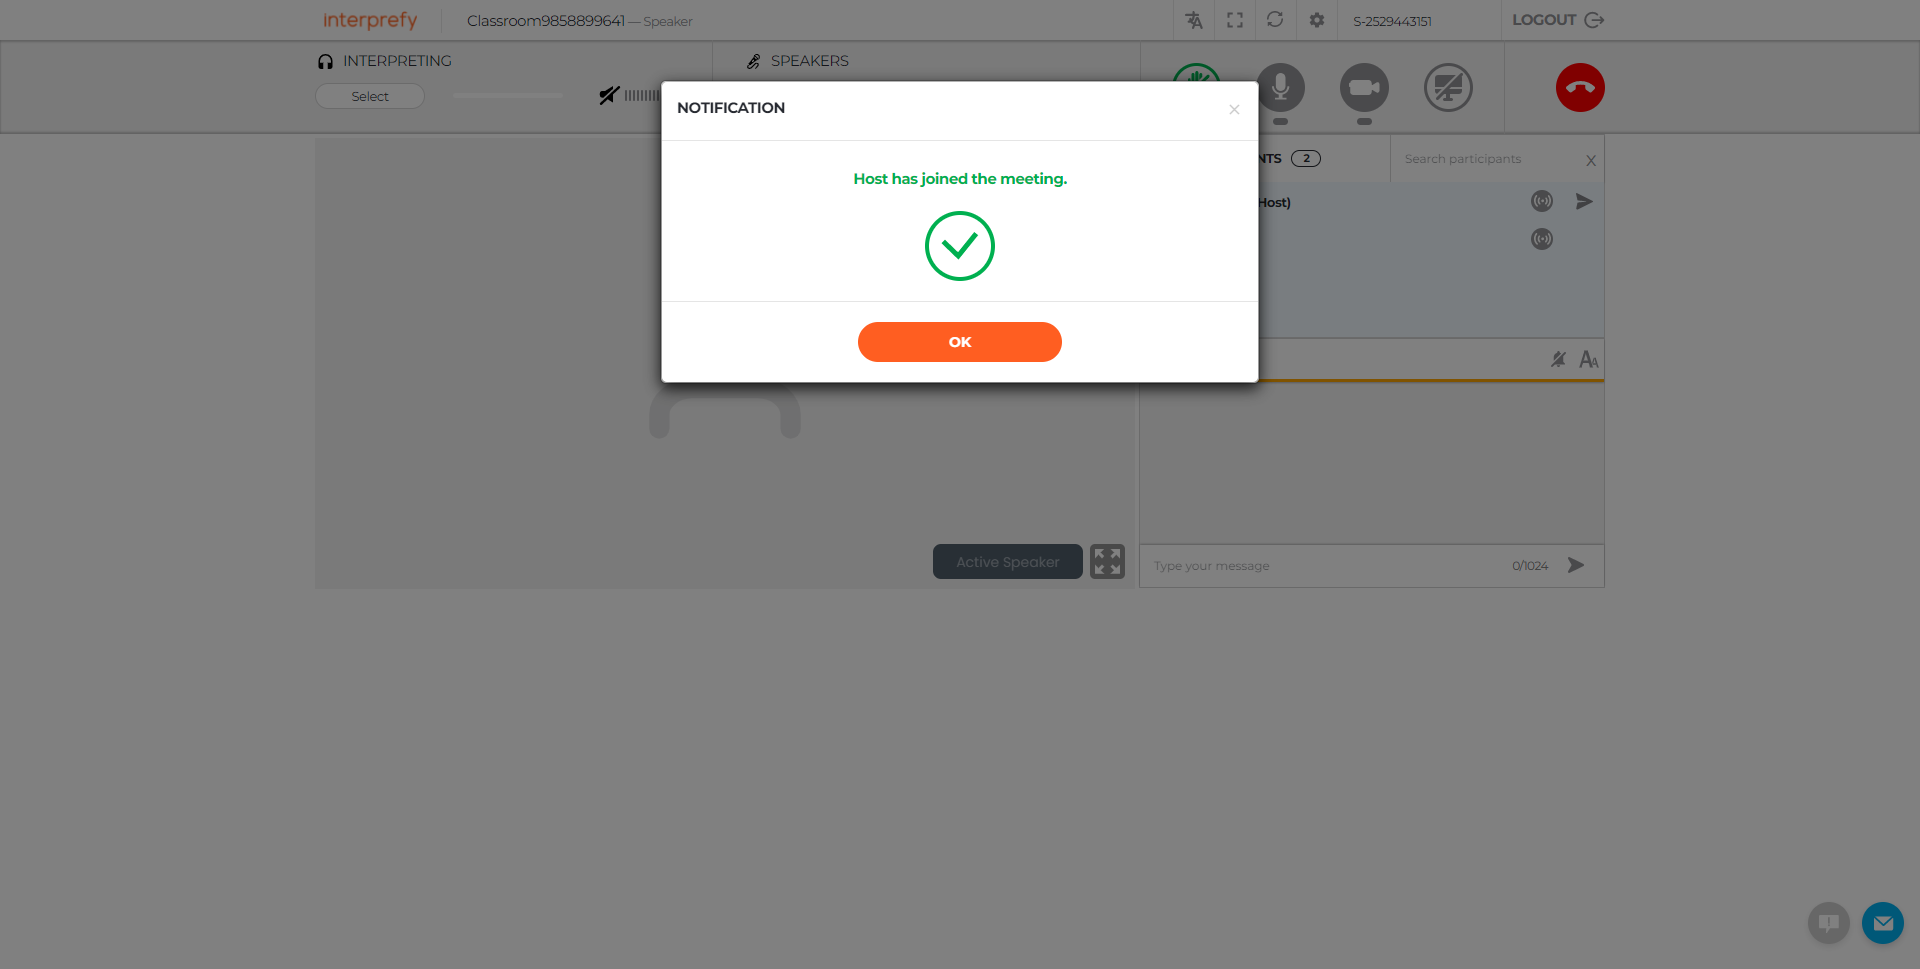 interprefy
Classroom9858899641 — Speaker
S-2529443151
LOGOUT
INTERPRETING
SPEAKERS
Select
NOTIFICATION
×
Host has joined the meeting.
OK
NTS 2
Search participants
X
Host)
AA
Active Speaker
Type your message
0/1024